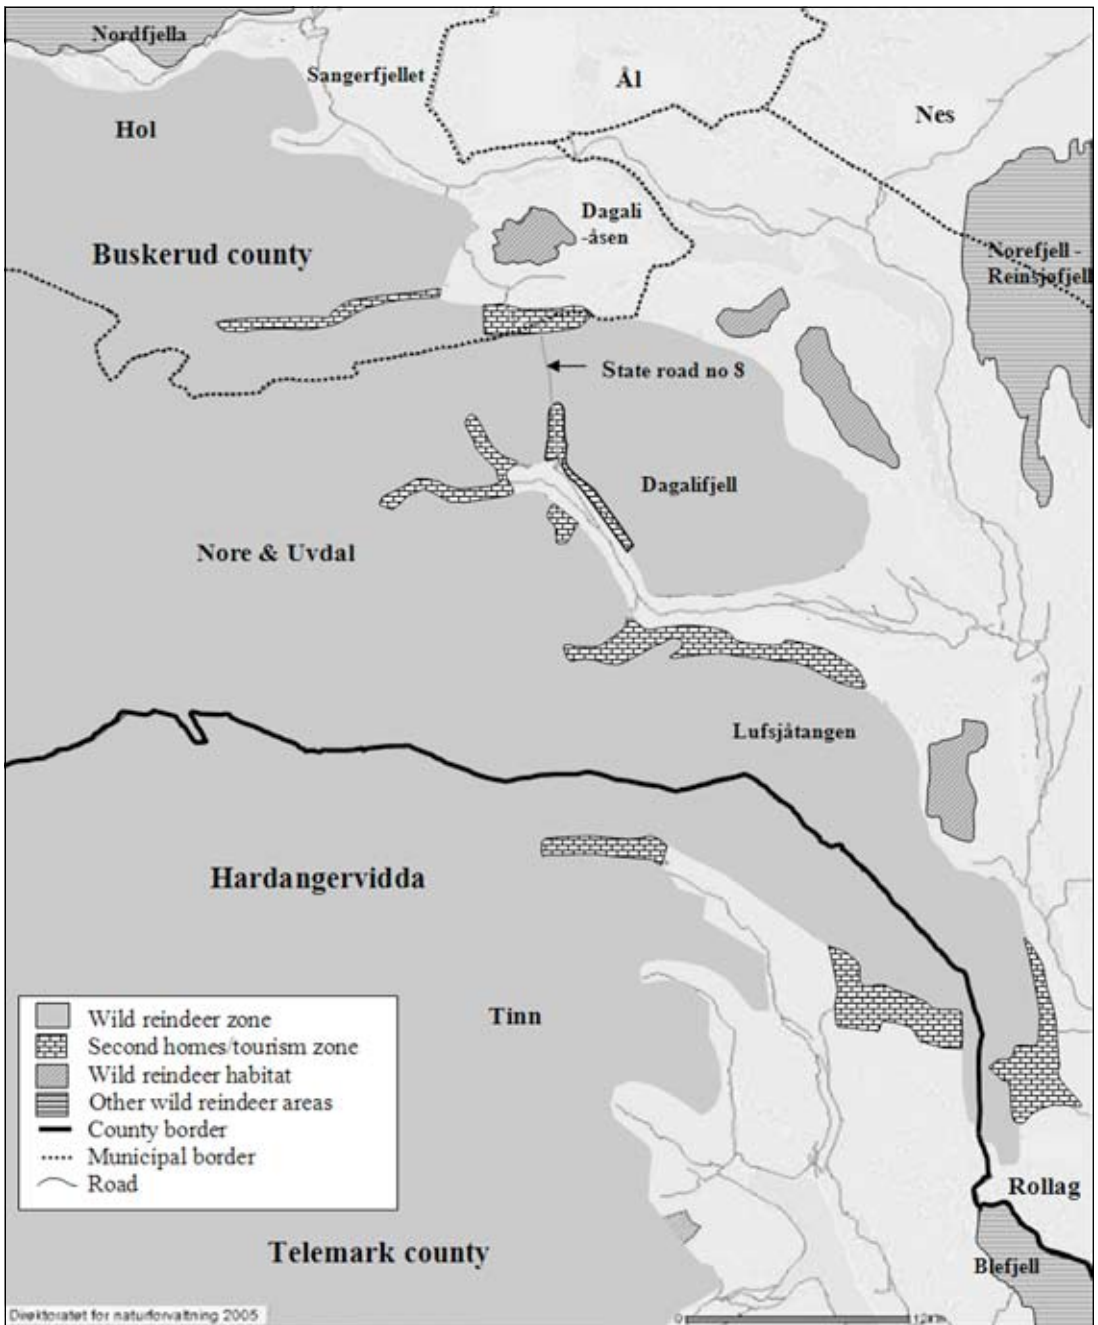 Nordfjella
Sangerfjellet
Ål
Nes
Hol
Dagali
-åsen
Buskerud county
Norefjell -
Reinsjøfjell
State road no 8
Dagalifjell
Nore & Uvdal
Lufsjåtangen
Hardangervidda
Tinn
Wild reindeer zone
Second homes/tourism zone
Wild reindeer habitat
Other wild reindeer areas
County border
Municipal border
Road
Rollag
Telemark county
Blefjell
Direktoratet for naturforvaltning 2005
0 12km